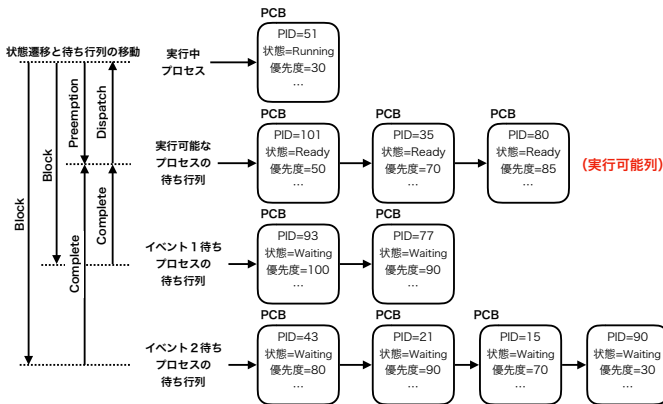 PCB
状態遷移と待ち行列の移動
実行中
プロセス
PID=51
状態=Running
優先度=30
…
Block
Block
Preemption
Dispatch
Complete
Complete
PCB
PCB
PCB
実行可能な
プロセスの
待ち行列
PID=101
状態=Ready
優先度=50
…
PID=35
状態=Ready
優先度=70
…
PID=80
状態=Ready
優先度=85
…
(実行可能列)
PCB
イベント１待ち
プロセスの
待ち行列
PID=93
状態=Waiting
優先度=100
…
PID=77
状態=Waiting
優先度=90
…
PCB
PCB
PCB
イベント２待ち
プロセスの
待ち行列
PID=43
状態=Waiting
優先度=80
…
PID=21
状態=Waiting
優先度=90
…
PID=15
状態=Waiting
優先度=70
…
PID=90
状態=Waiting
優先度=30
…